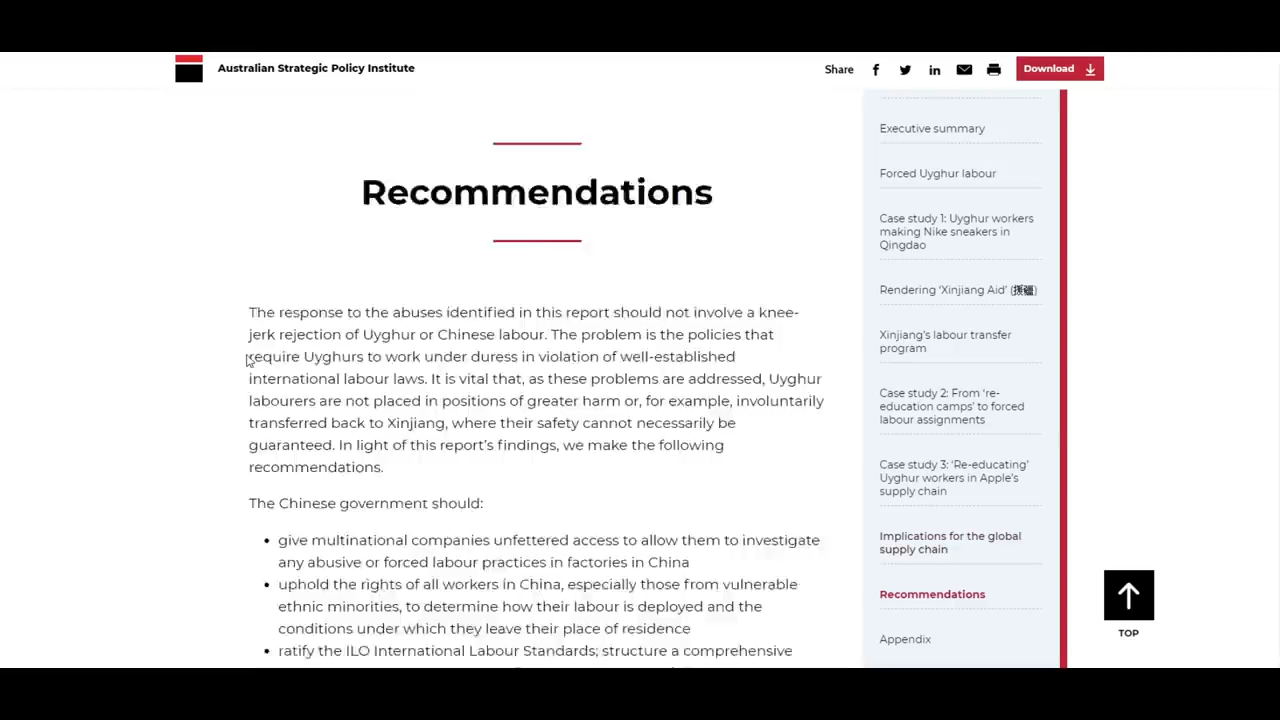 Australian Strategic Policy Institute
Share
Download
Recommendations
The response to the abuses identified in this report should not involve a knee-
jerk rejection of Uyghur or Chinese labour. The problem is the policies that
require Uyghurs to work under duress in violation of well-established
international labour laws. It is vital that, as these problems are addressed, Uyghur
labourers are not placed in positions of greater harm or, for example, involuntarily
transferred back to Xinjiang, where their safety cannot necessarily be
guaranteed. In light of this report's findings, we make the following
recommendations.
The Chinese government should:
• give multinational companies unfettered access to allow them to investigate
any abusive or forced labour practices in factories in China
• uphold the rights of all workers in China, especially those from vulnerable
ethnic minorities, to determine how their labour is deployed and the
conditions under which they leave their place of residence
• ratify the ILO International Labour Standards; structure a comprehensive
Executive summary
Forced Uyghur labour
Case study 1: Uyghur workers
making Nike sneakers in
Qingdao
Rendering 'Xinjiang Aid' (援疆)
Xinjiang's labour transfer
program
Case study 2: From 're-
education camps' to forced
labour assignments
Case study 3: 'Re-educating'
Uyghur workers in Apple's
supply chain
Implications for the global
supply chain
Recommendations
Appendix
TOP